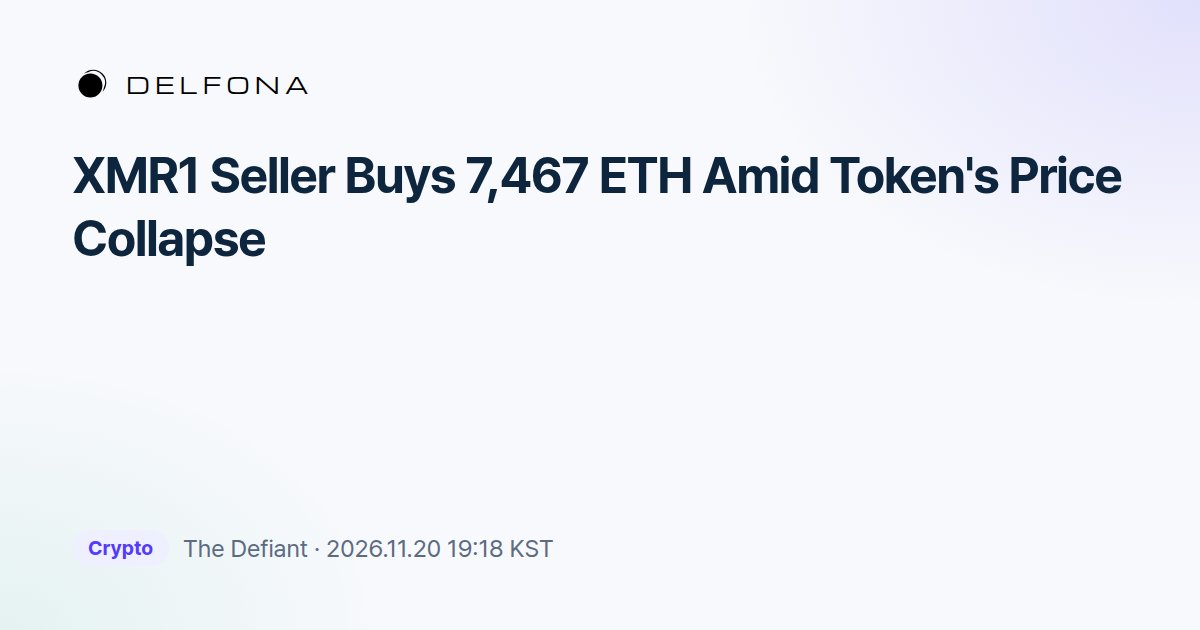 DELFONA
XMR1 Seller Buys 7,467 ETH Amid Token's Price
Collapse
Crypto The Defiant · 2026.11.20 19:18 KST